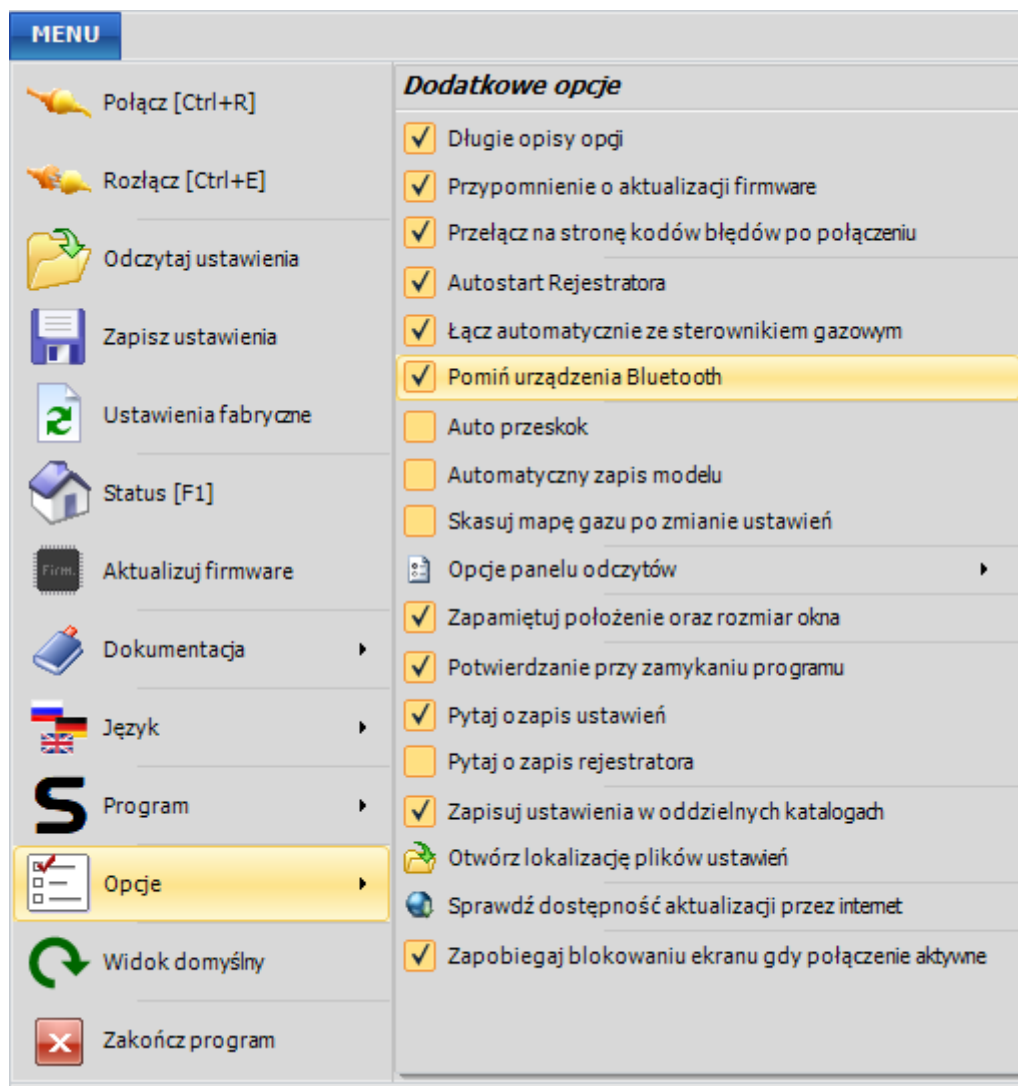 MENU
Połącz [Ctrl+R]
Rozłącz [Ctrl+E]
Odczytaj ustawienia
Zapisz ustawienia
Ustawienia fabryczne
Status [F1]
Firm.
Aktualizuj firmware
Dokumentacja
Język
S
Program
Opcje
Widok domyślny
Zakończ program
Dodatkowe opcje
Długie opisy opcji
Przypomnienie o aktualizacji firmware
Przełącz na stronę kodów błędów po połączeniu
Autostart Rejestratora
Łącz automatycznie ze sterownikiem gazowym
Pomiń urządzenia Bluetooth
Auto przeskok
Automatyczny zapis modelu
Skasuj mapę gazu po zmianie ustawień
Opcje panelu odczytów
Zapamiętuj położenie oraz rozmiar okna
Potwierdzanie przy zamykaniu programu
Pytaj o zapis ustawień
Pytaj o zapis rejestratora
Zapisuj ustawienia w oddzielnych katalogach
Otwórz lokalizację plików ustawień
Sprawdź dostępność aktualizacji przez internet
Zapobiegaj blokowaniu ekranu gdy połączenie aktywne